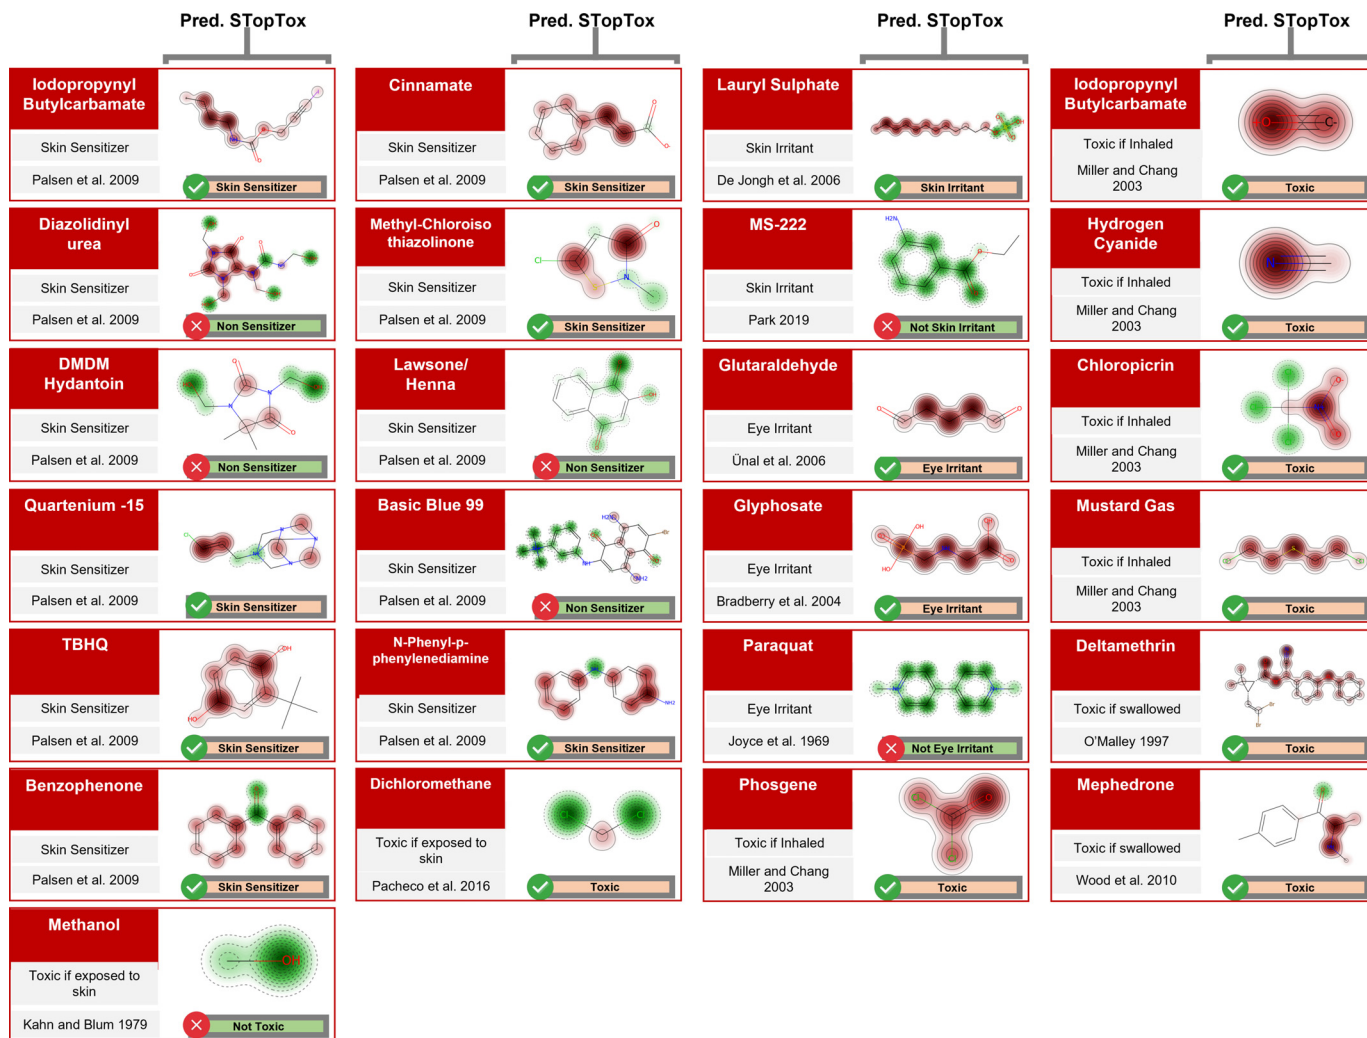 Pred. STopTox
Pred. STopTox
Pred. STopTox
Pred. STopTox
Iodopropynyl
Butylcarbamate
Skin Sensitizer
Palsen et al. 2009
Skin Sensitizer
Cinnamate
Skin Sensitizer
Palsen et al. 2009
Skin Sensitizer
Lauryl Sulphate
Skin Irritant
De Jongh et al. 2006
Skin Irritant
Iodopropynyl
Butylcarbamate
Toxic if Inhaled
Miller and Chang
2003
Toxic
Diazolidinyl
urea
Skin Sensitizer
Palsen et al. 2009
Non Sensitizer
Methyl-Chloroiso
thiazolinone
Skin Sensitizer
Palsen et al. 2009
Cl
O
N
Skin Sensitizer
MS-222
Skin Irritant
Park 2019
H2N
Not Skin Irritant
Hydrogen
Cyanide
Toxic if Inhaled
Miller and Chang
2003
Toxic
DMDM
Hydantoin
Skin Sensitizer
Palsen et al. 2009
Non Sensitizer
Lawsone/
Henna
Skin Sensitizer
Palsen et al. 2009
Non Sensitizer
Glutaraldehyde
Eye Irritant
Ünal et al. 2006
Eye Irritant
Chloropicrin
Toxic if Inhaled
Miller and Chang
2003
Toxic
Quartenium -15
Skin Sensitizer
Palsen et al. 2009
Skin Sensitizer
Basic Blue 99
Skin Sensitizer
Palsen et al. 2009
Non Sensitizer
Glyphosate
Eye Irritant
Bradberry et al. 2004
Eye Irritant
Mustard Gas
Toxic if Inhaled
Miller and Chang
2003
Toxic
TBHQ
Skin Sensitizer
Palsen et al. 2009
HO
OH
Skin Sensitizer
N-Phenyl-p-
phenylenediamine
Skin Sensitizer
Palsen et al. 2009
NH2
Skin Sensitizer
Paraquat
Eye Irritant
Joyce et al. 1969
Not Eye Irritant
Deltamethrin
Toxic if swallowed
O'Malley 1997
Toxic
Benzophenone
Skin Sensitizer
Palsen et al. 2009
Skin Sensitizer
Dichloromethane
Toxic if exposed to
skin
Pacheco et al. 2016
Toxic
Phosgene
Toxic if Inhaled
Miller and Chang
2003
Toxic
Mephedrone
Toxic if swallowed
Wood et al. 2010
Toxic
Methanol
Toxic if exposed to
skin
Kahn and Blum 1979
OH
Not Toxic